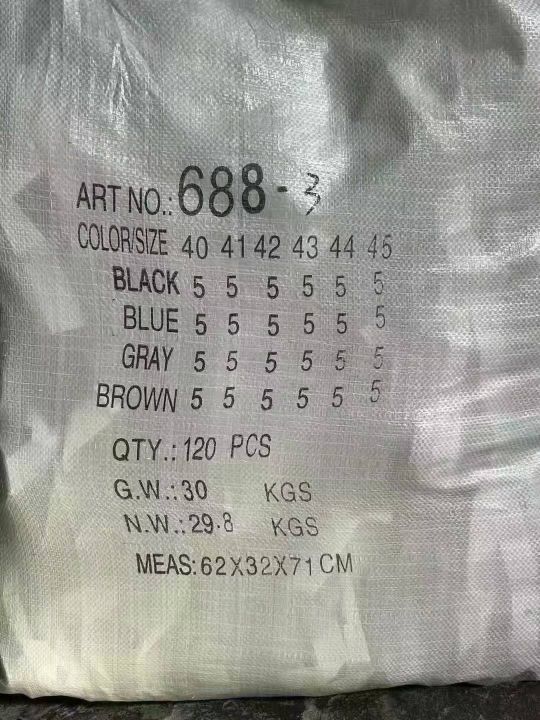 ART NO.: 688-3
COLOR/SIZE 40 41 42 43 44 45
BLACK 5 5 5 5 5 5
BLUE 5 5 5 5 5 5
GRAY 5 5 5 5 5 5
BROWN 5 5 5 5 5 5
QTY.: 120 PCS
G.W.: 30 KGS
N.W.: 29.8 KGS
MEAS: 62X32X71CM